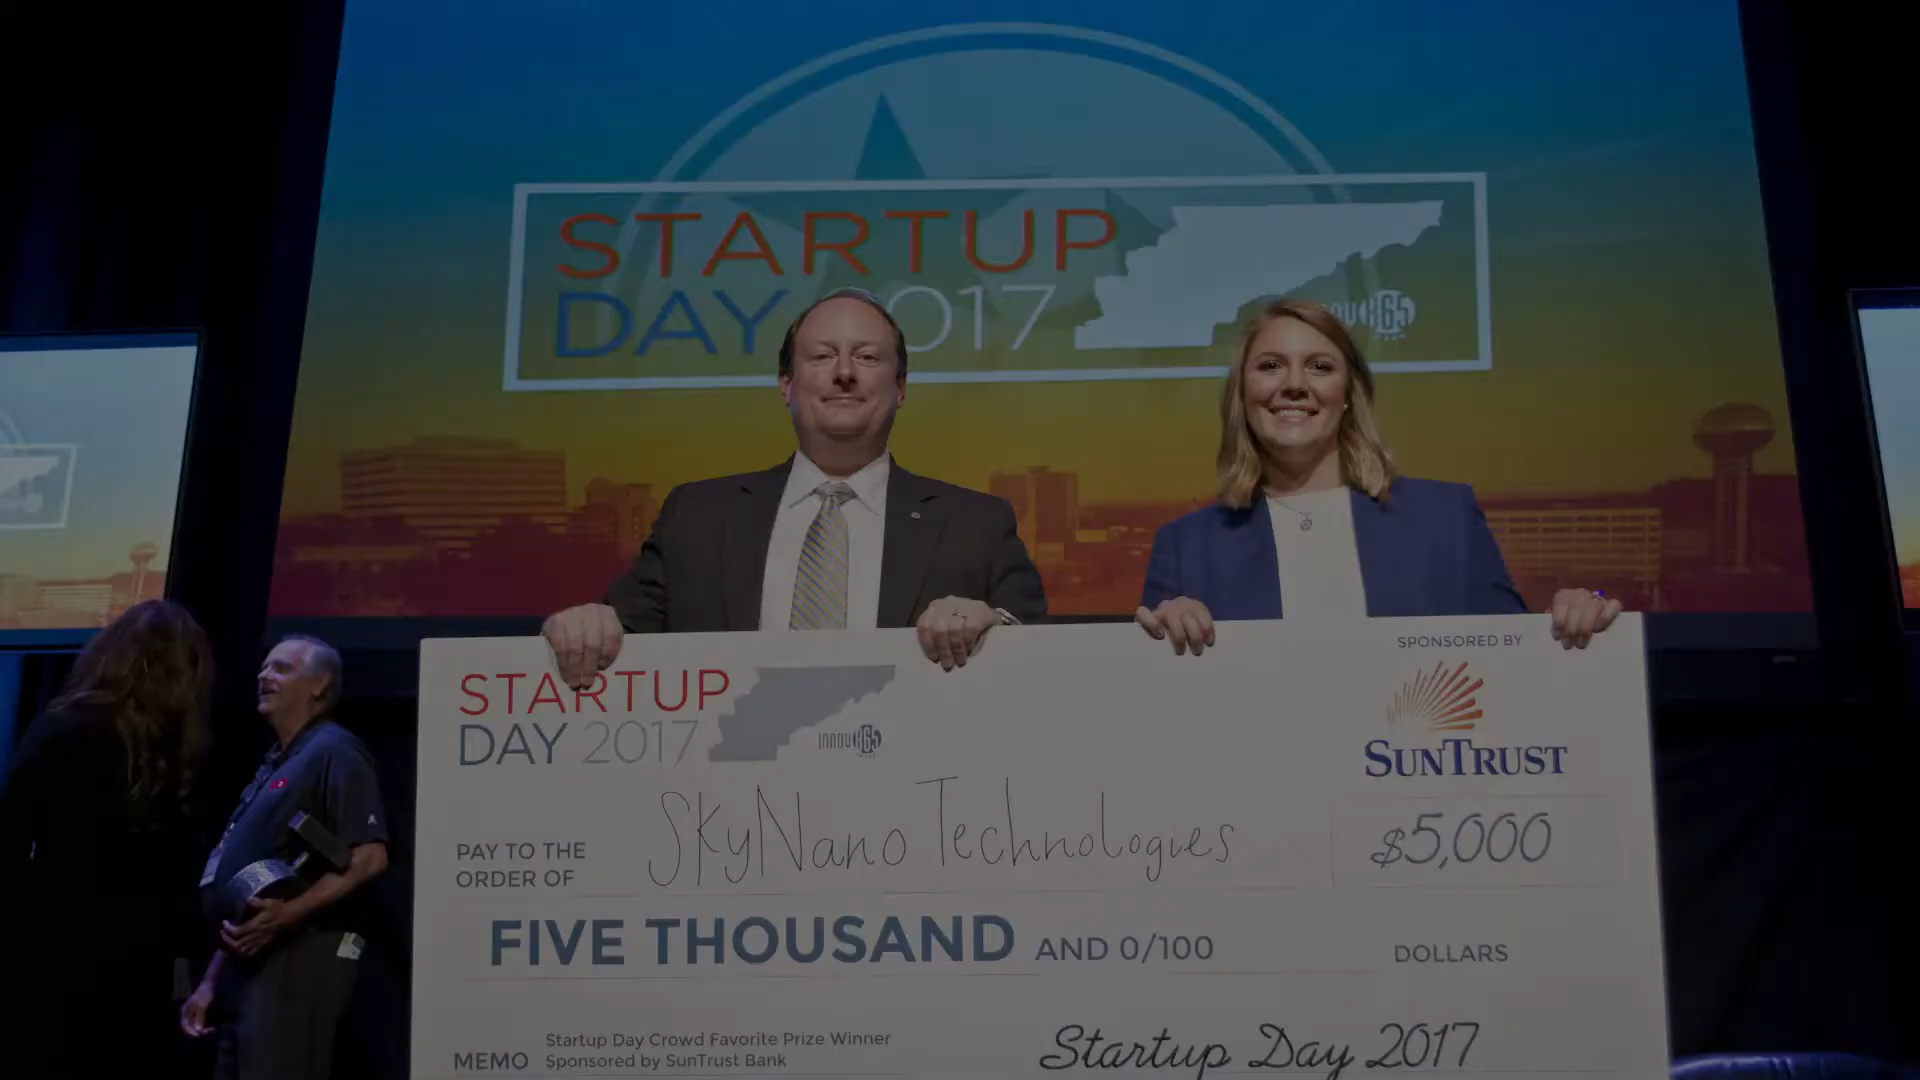 STARTUP
DAY 2017
STARTUP
DAY 2017
INNOV865
WEEK
SPONSORED BY
SUNTRUST
PAY TO THE
ORDER OF
SkyNano Technologies
$5,000
FIVE THOUSAND AND 0/100 DOLLARS
MEMO
Startup Day Crowd Favorite Prize Winner
Sponsored by SunTrust Bank
Startup Day 2017